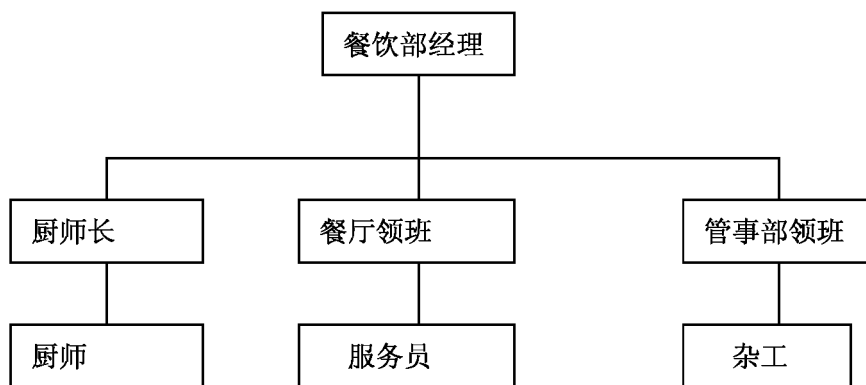 餐饮部经理
厨师长
餐厅领班
管事部领班
厨师
服务员
杂工